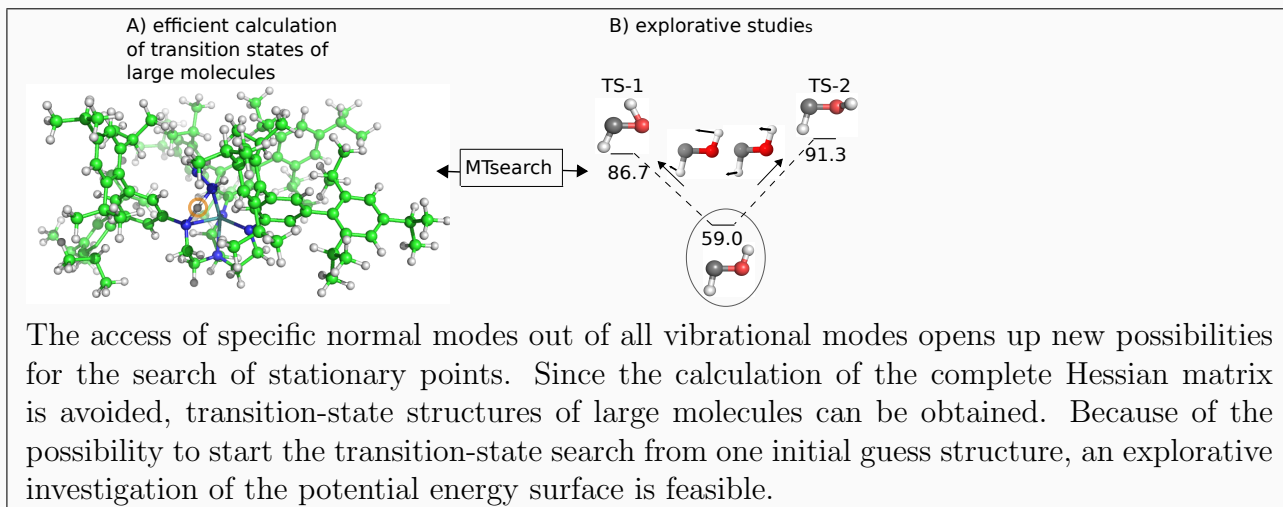 A) efficient calculation
of transition states of
large molecules
B) explorative studies
TS-1
TS-2
86.7
91.3
MTsearch
59.0
The access of specific normal modes out of all vibrational modes opens up new possibilities
for the search of stationary points. Since the calculation of the complete Hessian matrix
is avoided, transition-state structures of large molecules can be obtained. Because of the
possibility to start the transition-state search from one initial guess structure, an explorative
investigation of the potential energy surface is feasible.